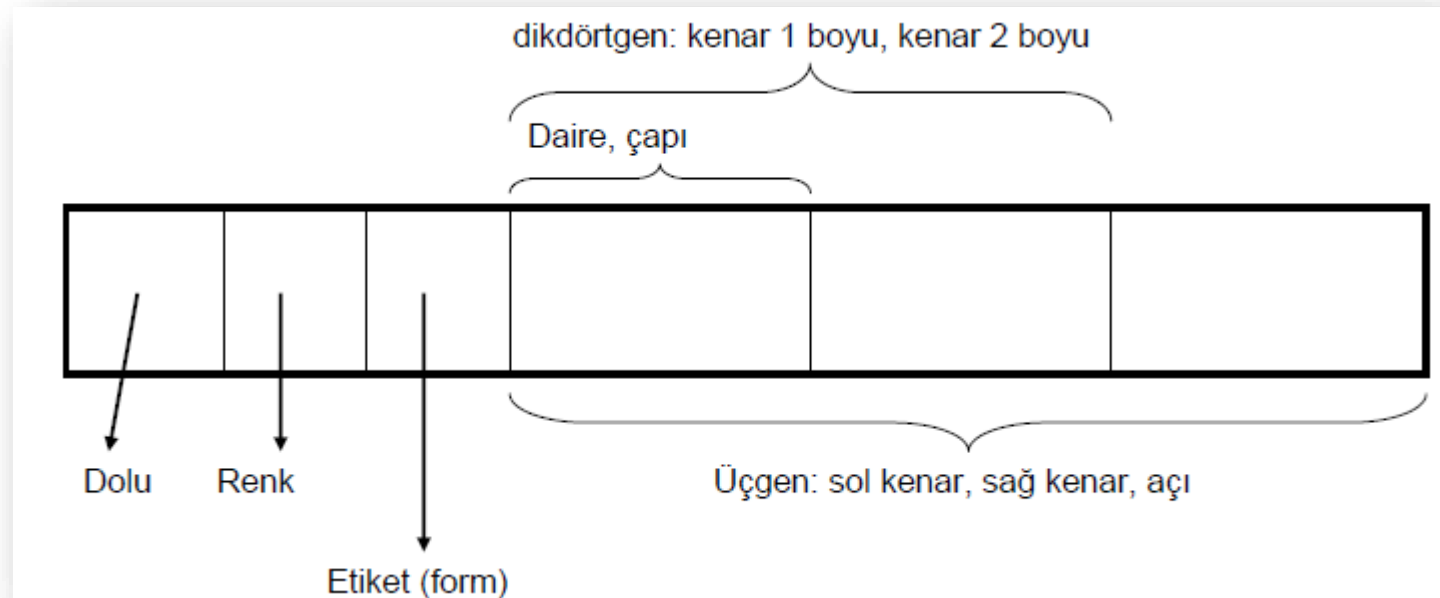 dikdörtgen: kenar 1 boyu, kenar 2 boyu
Daire, çapı
Dolu
Renk
Üçgen: sol kenar, sağ kenar, açı
Etiket (form)